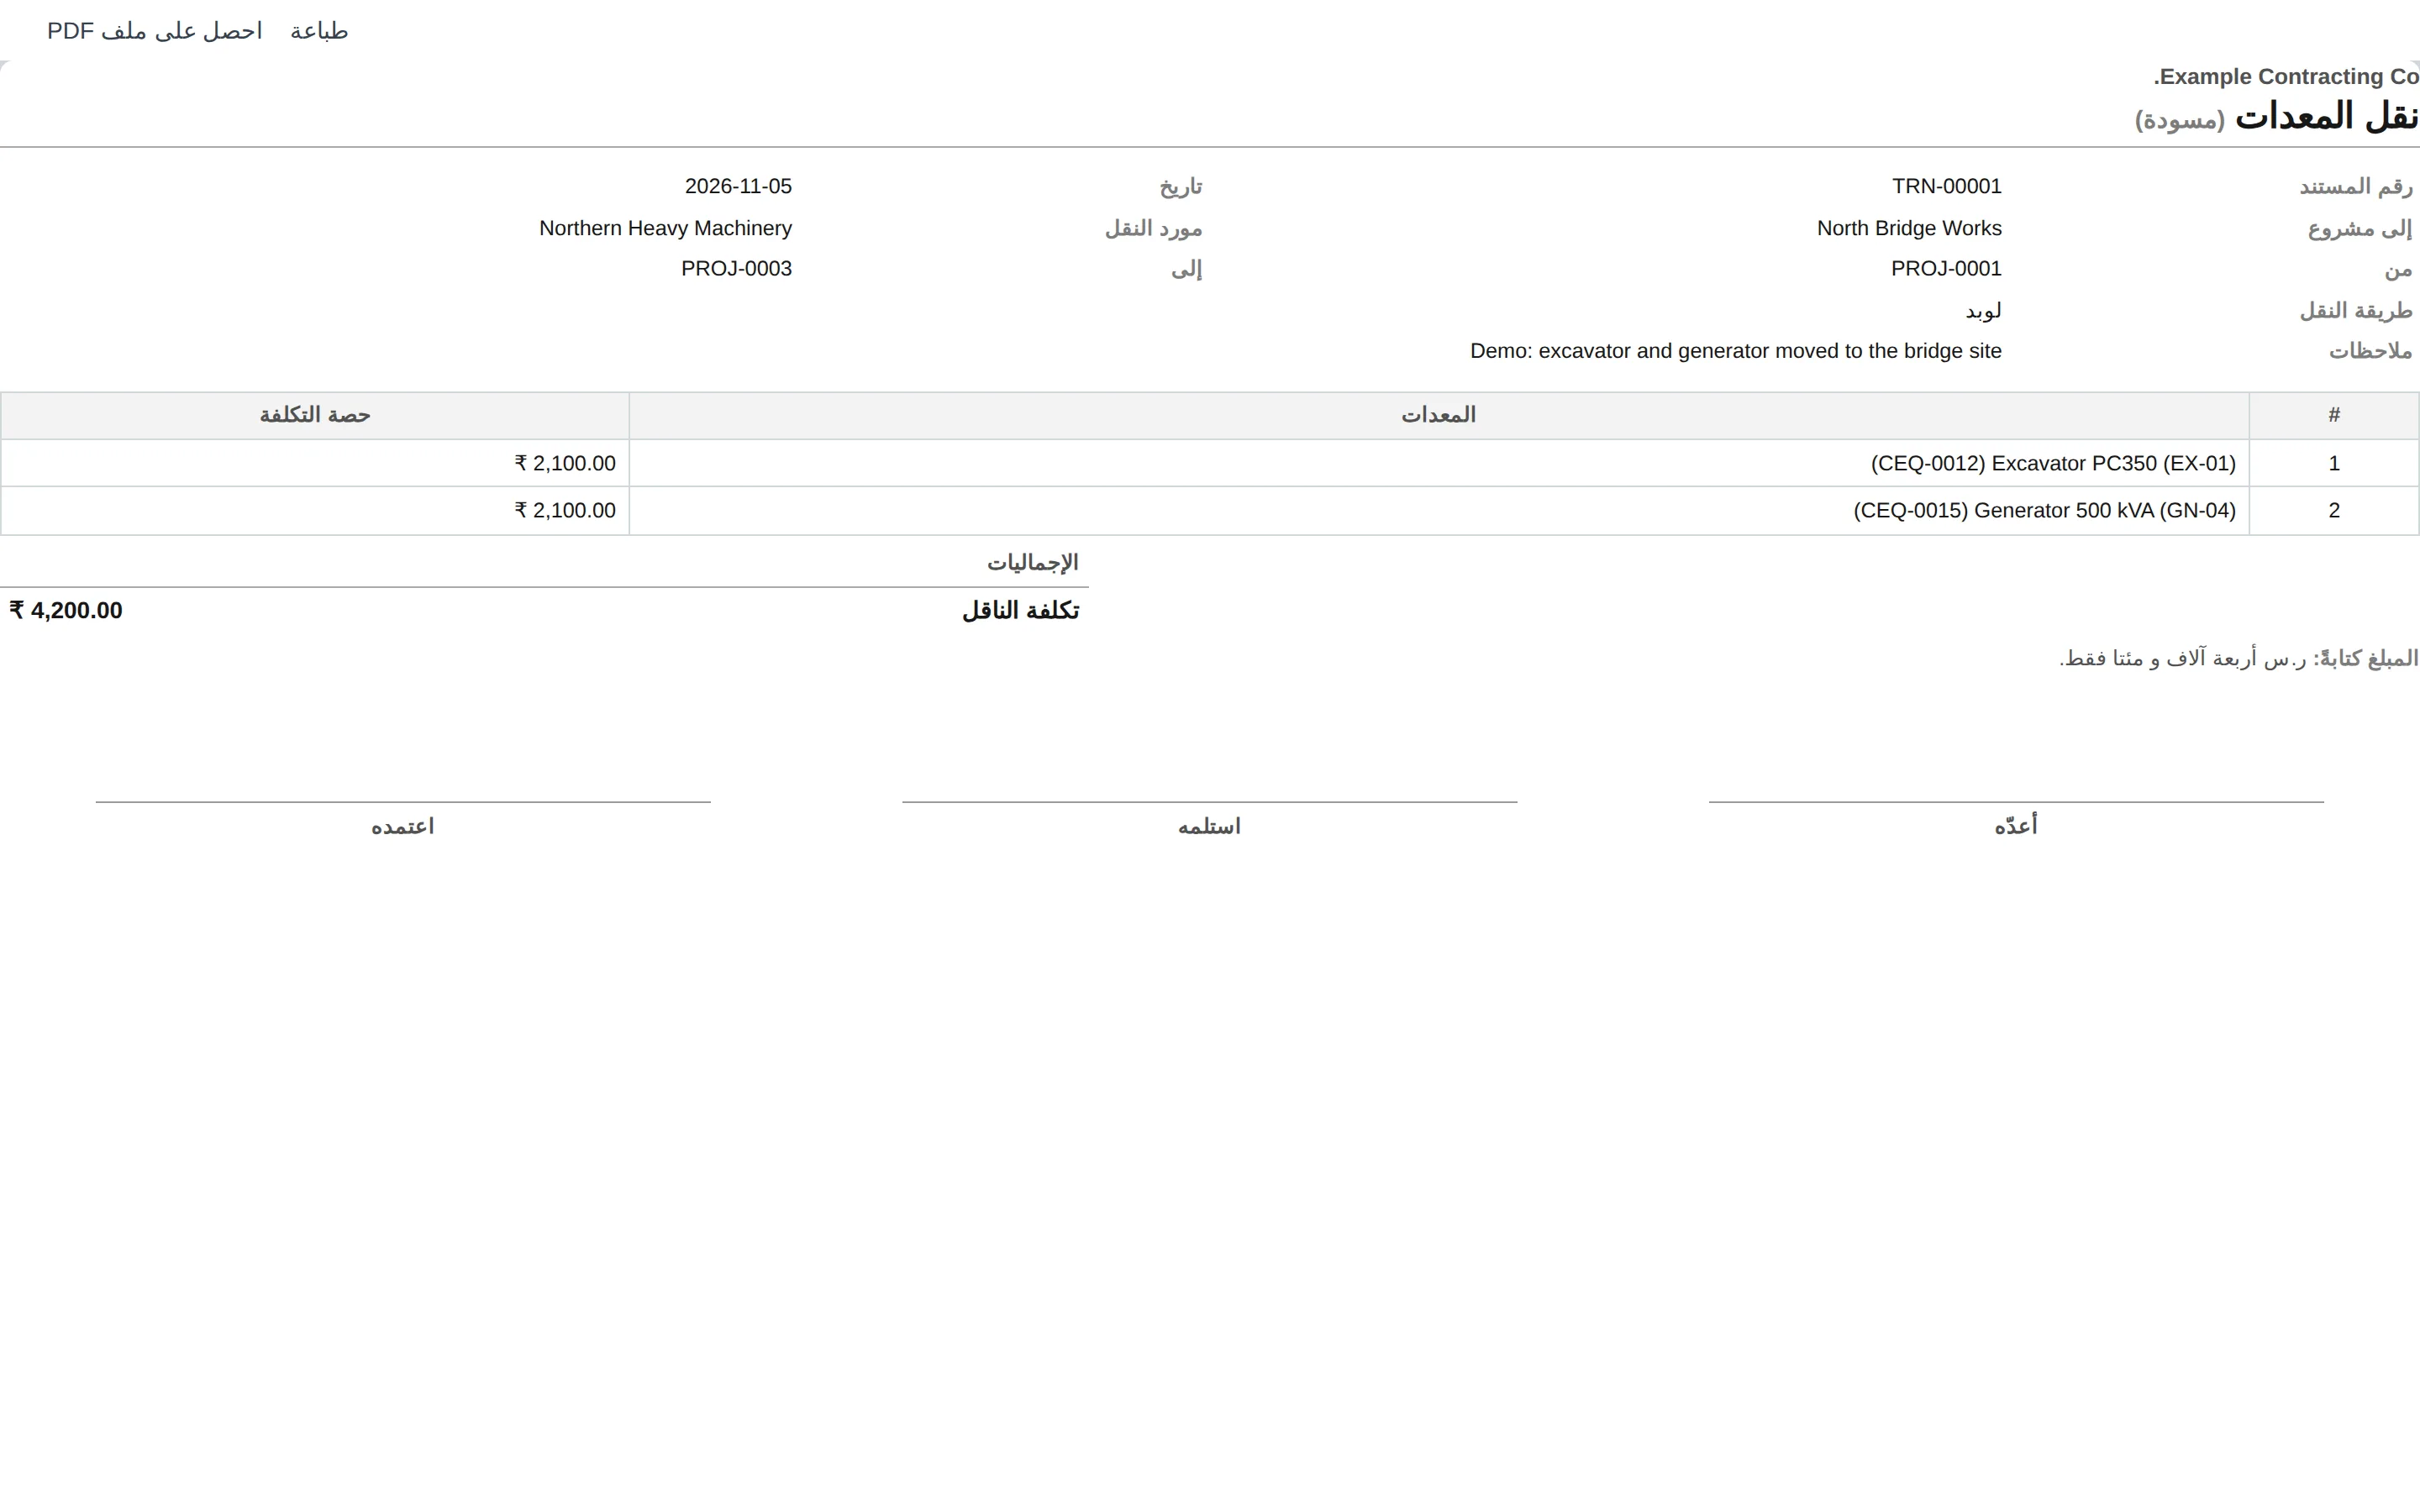 طباعة احصل على ملف PDF
Example Contracting Co.
نقل المعدات (مسودة)
رقم المستند TRN-00001 تاريخ 2026-11-05
إلى مشروع North Bridge Works مورد النقل Northern Heavy Machinery
من PROJ-0001 إلى PROJ-0003
طريقة النقل لوبد
ملاحظات Demo: excavator and generator moved to the bridge site
# المعدات حصة التكلفة
1 (CEQ-0012) Excavator PC350 (EX-01) ₹ 2,100.00
2 (CEQ-0015) Generator 500 kVA (GN-04) ₹ 2,100.00
الإجماليات
تكلفة الناقل ₹ 4,200.00
المبلغ كتابةً: ر.س أربعة آلاف و مئتا فقط.
أعدّه استلمه اعتمده